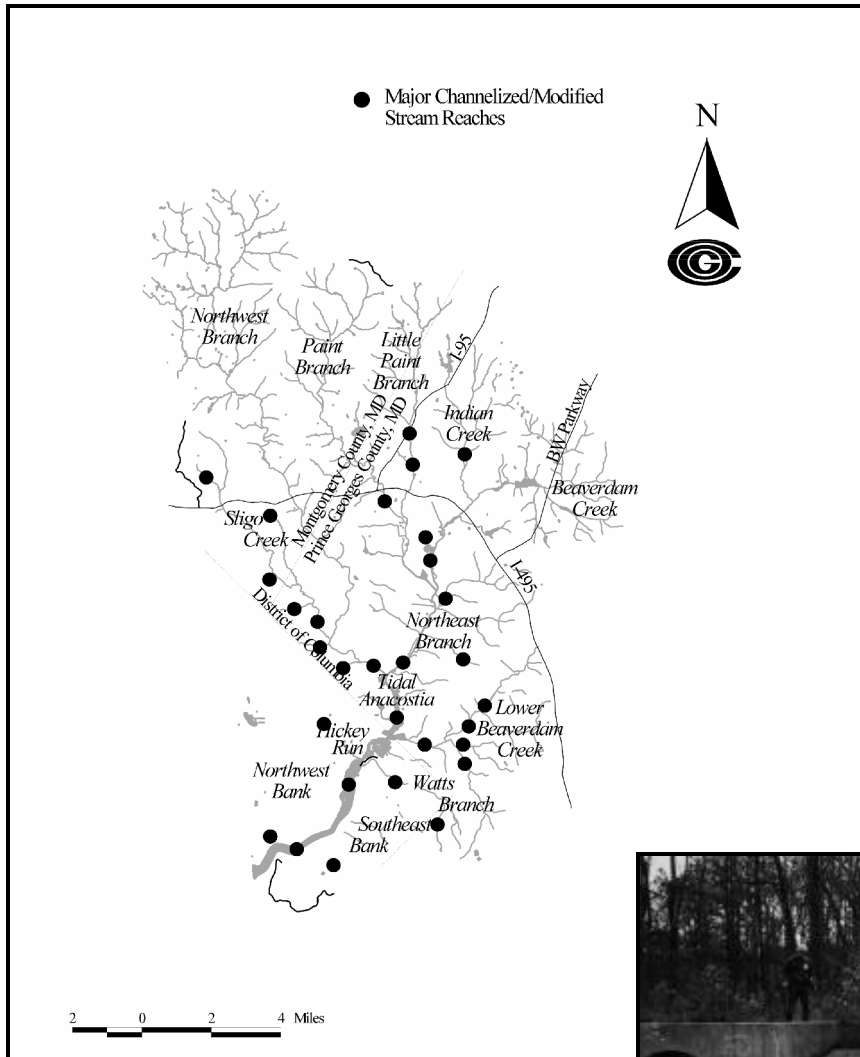 Major Channelized/Modified
Stream Reaches
N
Northwest
Branch
Paint
Branch
Little
Paint
Branch
I-95
Indian
Creek
BW Parkway
Beaverdam
Creek
Montgomery County, MD
Prince Georges County, MD
Sligo
Creek
I-495
District of Columbia
Northeast
Branch
Tidal
Anacostia
Lower
Beaverdam
Creek
Hickey
Run
Northwest
Bank
Watts
Branch
Southeast
Bank
2 0 2 4 Miles